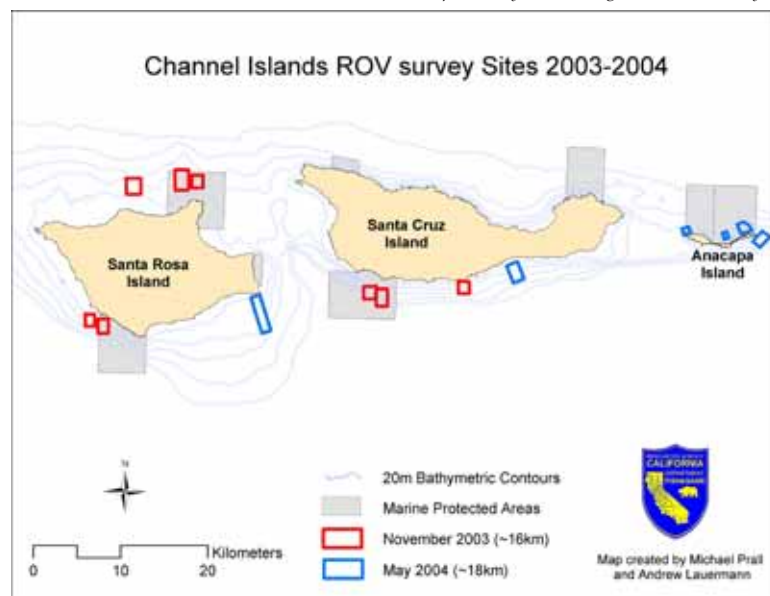 Channel Islands ROV survey Sites 2003-2004
Santa Cruz
Island
Santa Rosa
Island
Anacapa
Island
N
20m Bathymetric Contours
Marine Protected Areas
November 2003 (~16km)
May 2004 (~18km)
Kilometers
0 10 20
CALIFORNIA
Map created by Michael Prall
and Andrew Lauermann